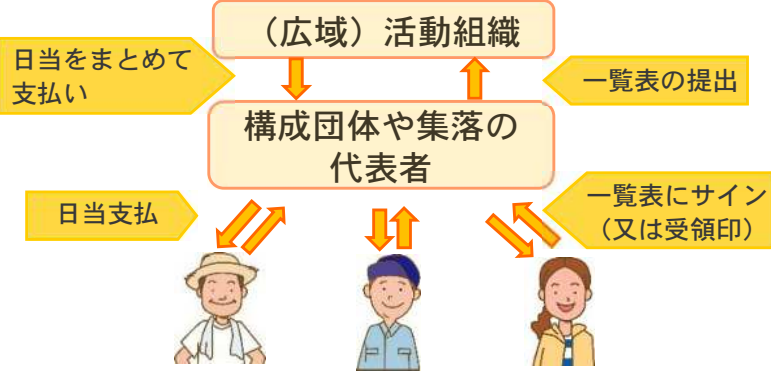 （広域）活動組織
日当をまとめて
支払い
一覧表の提出
構成団体や集落の
代表者
日当支払
一覧表にサイン
（又は受領印）